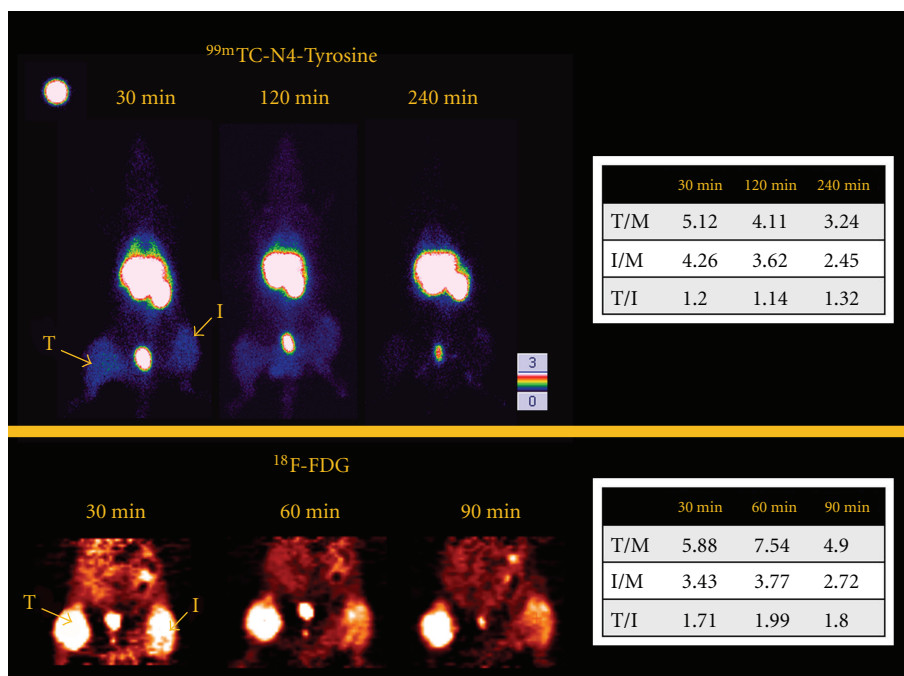 99mTC-N4-Tyrosine
30 min 120 min 240 min
T
I
3
0
30 min 120 min 240 min
T/M 5.12 4.11 3.24
I/M 4.26 3.62 2.45
T/I 1.2 1.14 1.32
18F-FDG
30 min 60 min 90 min
T
I
30 min 60 min 90 min
T/M 5.88 7.54 4.9
I/M 3.43 3.77 2.72
T/I 1.71 1.99 1.8